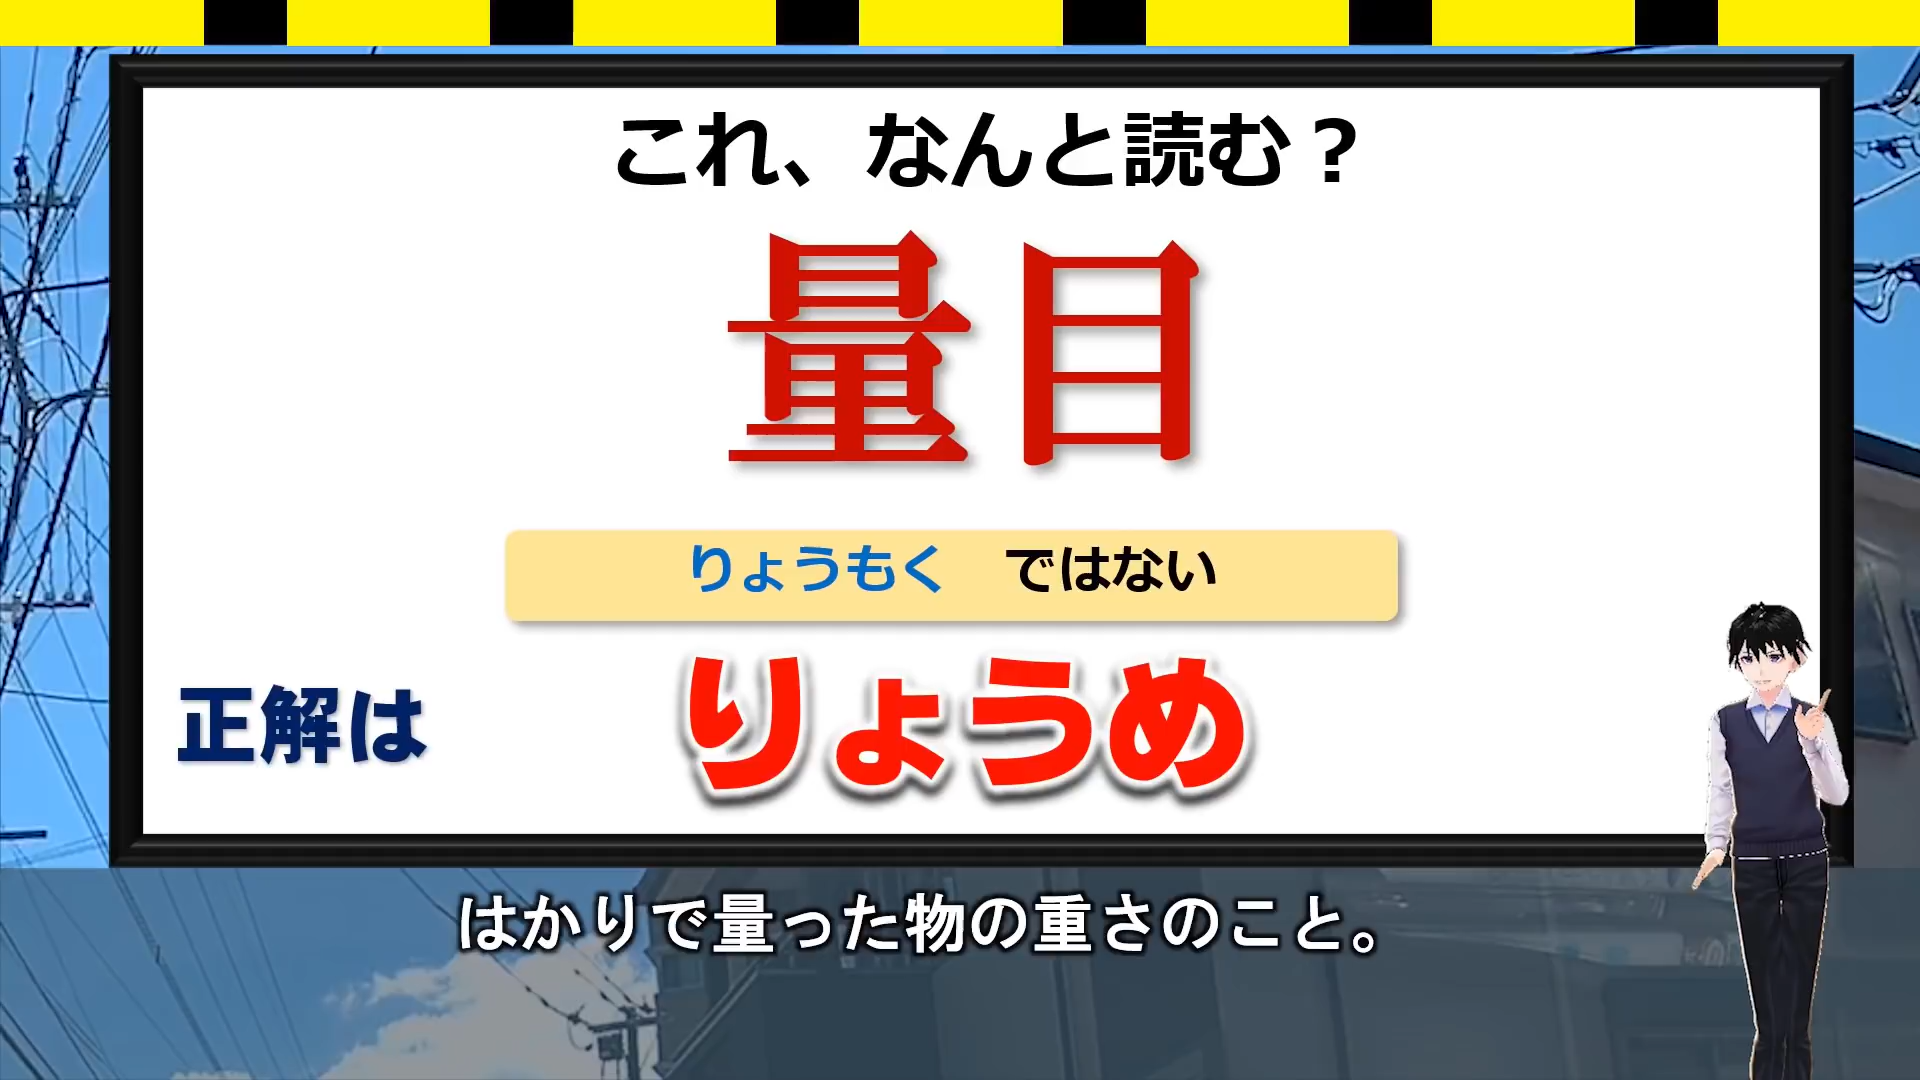 これ、なんと読む？
量目
りょうもく　ではない
正解は　りょうめ
はかりで量った物の重さのこと。